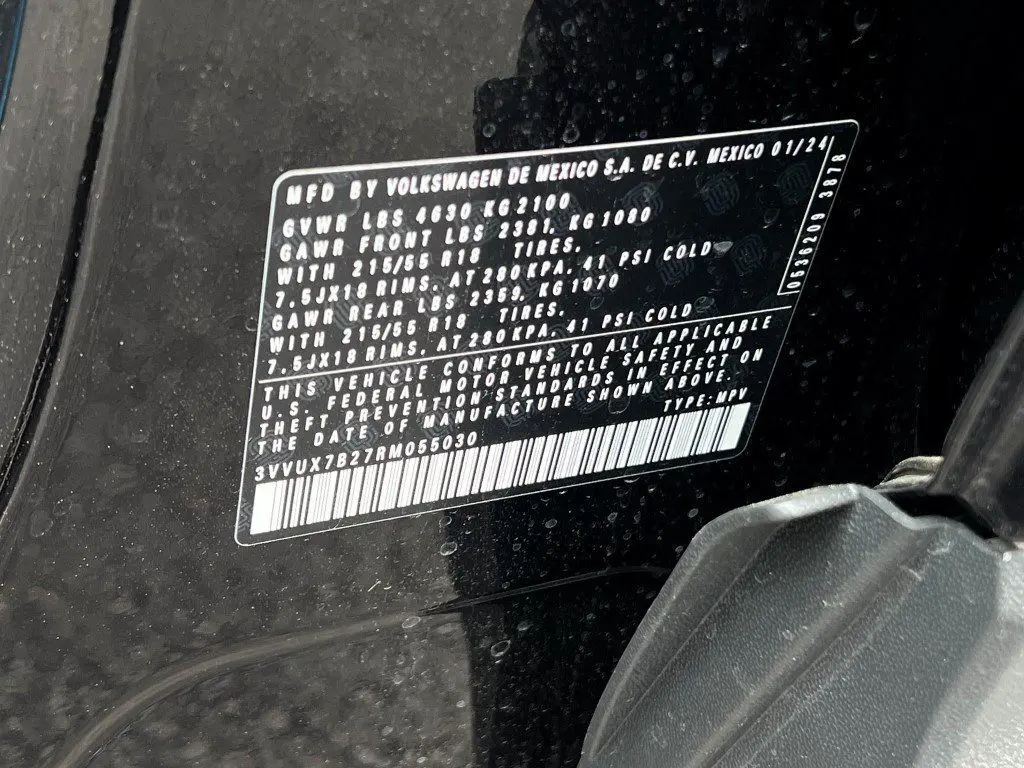 MFD BY VOLKSWAGEN DE MEXICO S.A. DE C.V. MEXICO 01/24
GVWR LBS 4630 KG 2100
GAWR FRONT LBS 2381, KG 1080
WITH 215/55 R18 TIRES,
7,5JX18 RIMS, AT 280 KPA, 41 PSI COLD
GAWR REAR LBS 2359, KG 1070
WITH 215/55 R18 TIRES,
7,5JX18 RIMS, AT 280 KPA, 41 PSI COLD
THIS VEHICLE CONFORMS TO ALL APPLICABLE
U.S. FEDERAL MOTOR VEHICLE SAFETY AND
THEFT PREVENTION STANDARDS IN EFFECT ON
THE DATE OF MANUFACTURE SHOWN ABOVE.
3VVUX7B27RM055030 TYPE: MPV
0536209 3878